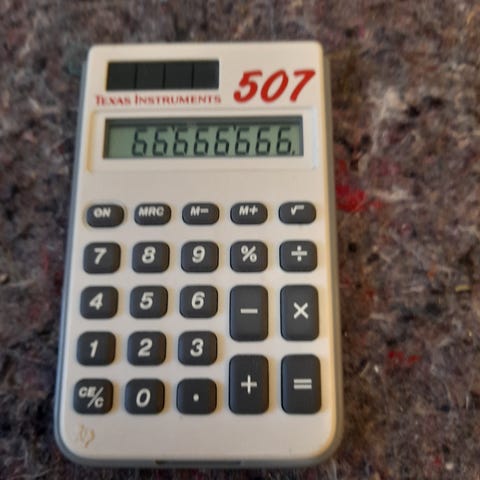 TEXAS INSTRUMENTS 507
66666666.
ON MRC M− M+ √
7 8 9 % ÷
4 5 6 − ×
1 2 3
CE/C 0 . + =